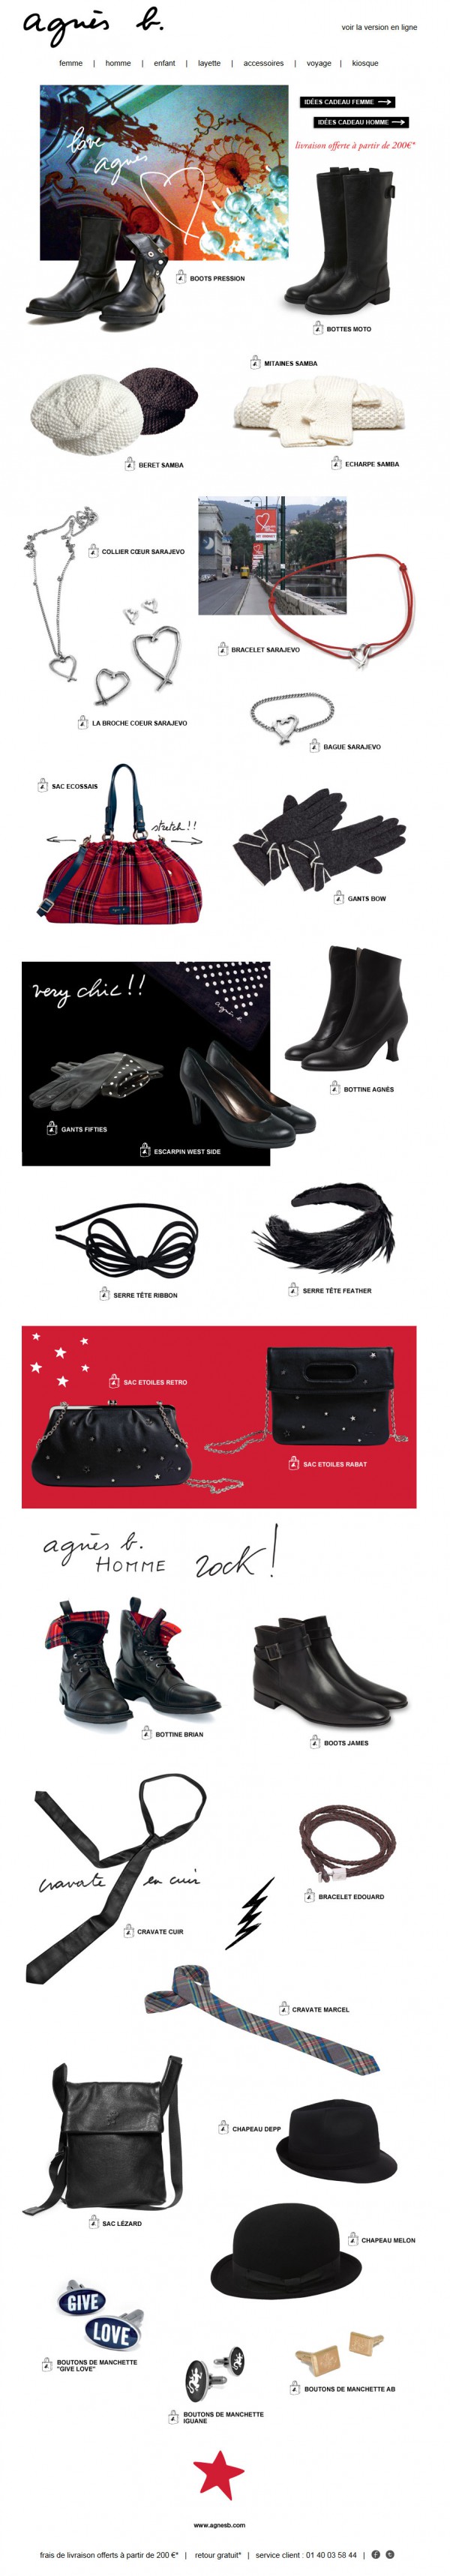 agnès b.
voir la version en ligne
femme | homme | enfant | layette | accessoires | voyage | kiosque
IDÉES CADEAU FEMME
IDÉES CADEAU HOMME
livraison offerte à partir de 200€*
love
agnes
BOOTS PRESSION
BOTTES MOTO
MITAINES SAMBA
BERET SAMBA
ECHARPE SAMBA
COLLIER CŒUR SARAJEVO
BRACELET SARAJEVO
LA BROCHE COEUR SARAJEVO
BAGUE SARAJEVO
SAC ECOSSAIS
stretch !!
GANTS BOW
very chic !!
agnès b.
BOTTINE AGNÈS
GANTS FIFTIES
ESCARPIN WEST SIDE
SERRE TÊTE RIBBON
SERRE TÊTE FEATHER
SAC ETOILES RETRO
SAC ETOILES RABAT
agnès b.
HOMME rock !
BOTTINE BRIAN
BOOTS JAMES
cravate en cuir
BRACELET EDOUARD
CRAVATE CUIR
CRAVATE MARCEL
CHAPEAU DEPP
SAC LÉZARD
CHAPEAU MELON
GIVE
LOVE
BOUTONS DE MANCHETTE
"GIVE LOVE"
BOUTONS DE MANCHETTE AB
BOUTONS DE MANCHETTE
IGUANE
www.agnesb.com
frais de livraison offerts à partir de 200 €* | retour gratuit* | service client : 01 40 03 58 44 |